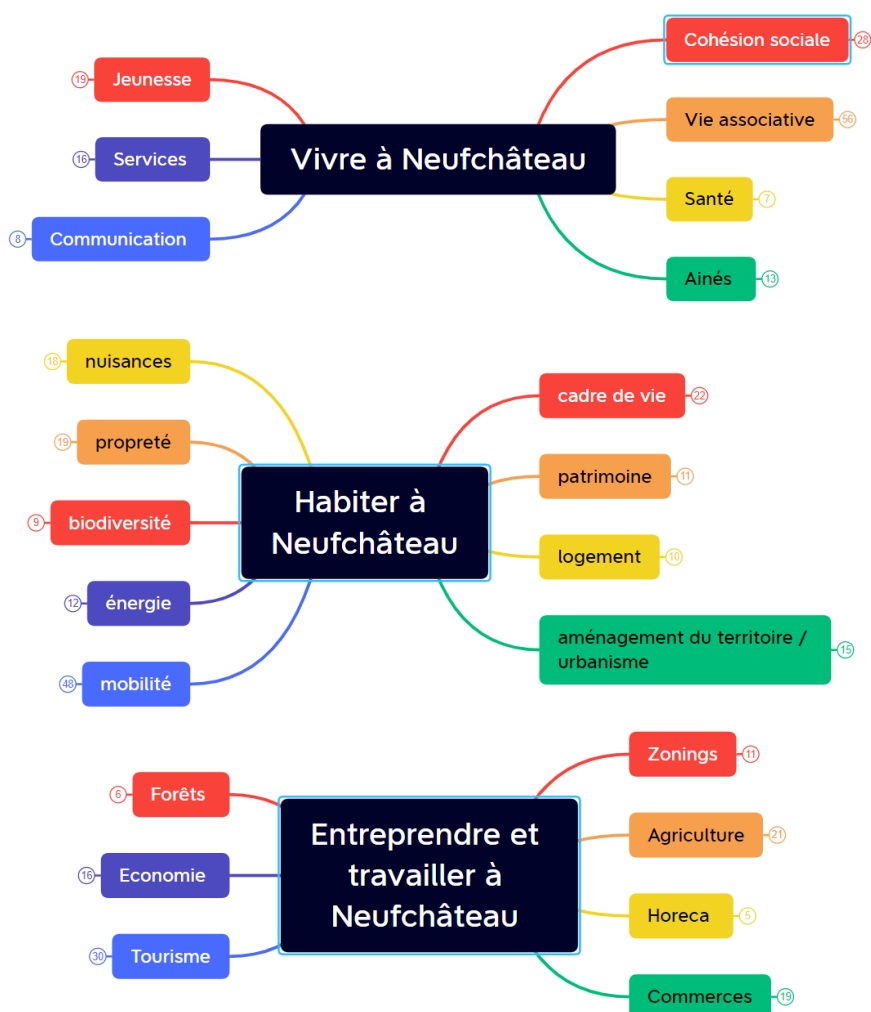 Vivre à Neufchâteau
Jeunesse
19
Services
16
Communication
8
Cohésion sociale
28
Vie associative
56
Santé
7
Ainés
13
Habiter à
Neufchâteau
nuisances
18
propreté
19
biodiversité
9
énergie
12
mobilité
48
cadre de vie
22
patrimoine
11
logement
10
aménagement du territoire /
urbanisme
15
Entreprendre et
travailler à
Neufchâteau
Forêts
6
Economie
16
Tourisme
30
Zonings
11
Agriculture
21
Horeca
5
Commerces
19